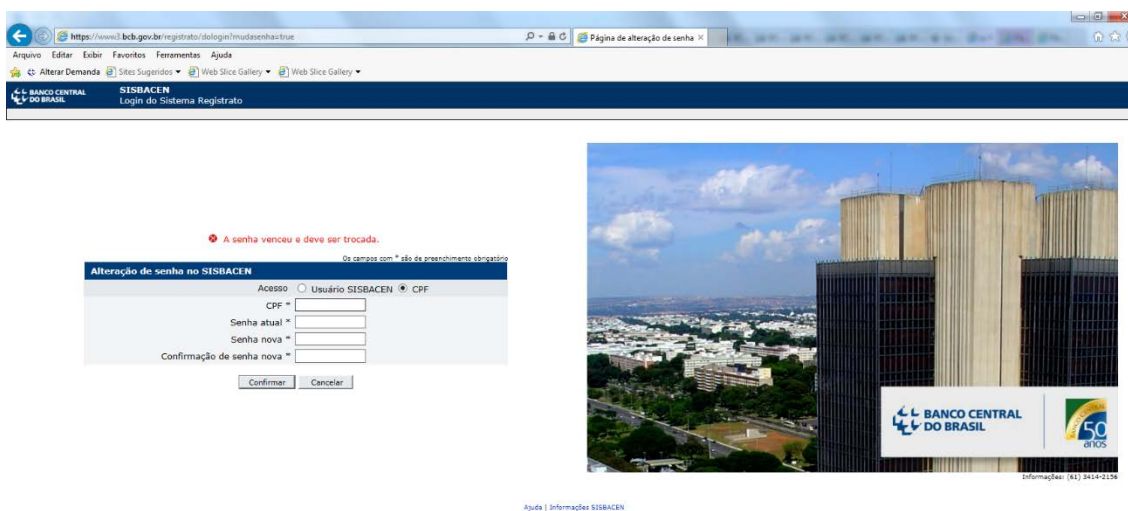 https://www3.bcb.gov.br/registrato/dologin?mudasenha=true
Página de alteração de senha
Arquivo Editar Exibir Favoritos Ferramentas Ajuda
Alterar Demanda Sites Sugeridos Web Slice Gallery Web Slice Gallery
BANCO CENTRAL DO BRASIL
SISBACEN
Login do Sistema Registrato
A senha venceu e deve ser trocada.
Os campos com * são de preenchimento obrigatório
Alteração de senha no SISBACEN
Acesso Usuário SISBACEN CPF
CPF *
Senha atual *
Senha nova *
Confirmação de senha nova *
Confirmar Cancelar
BANCO CENTRAL
DO BRASIL
50
anos
Informações: (61) 3414-2156
Ajuda | Informações SISBACEN